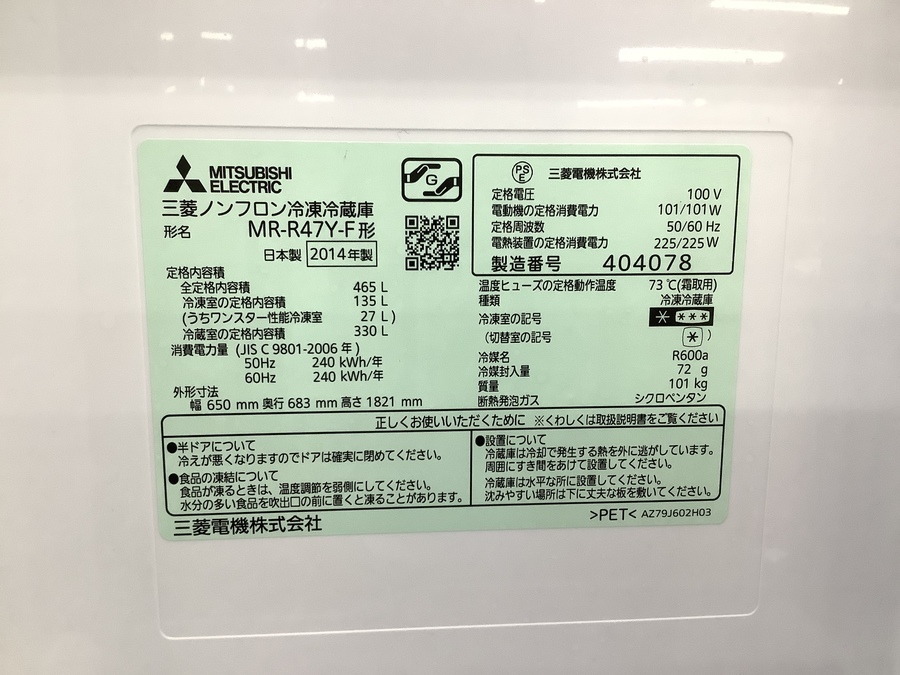 MITSUBISHI
ELECTRIC
G
三菱ノンフロン冷凍冷蔵庫
形名 MR-R47Y-F形
日本製 2014年製
定格内容積
全定格内容積 465 L
冷凍室の定格内容積 135 L
(うちワンスター性能冷凍室 27 L)
冷蔵室の定格内容積 330 L
消費電力量 (JIS C 9801-2006 年)
50Hz 240 kWh/年
60Hz 240 kWh/年
外形寸法
幅 650 mm 奥行 683 mm 高さ 1821 mm
PS
E 三菱電機株式会社
定格電圧 100 V
電動機の定格消費電力 101/101W
定格周波数 50/60 Hz
電熱装置の定格消費電力 225/225W
製造番号 404078
温度ヒューズの定格動作温度 73℃(霜取用)
種類 冷凍冷蔵庫
冷凍室の記号 * ***
(切替室の記号 * )
冷媒名 R600a
冷媒封入量 72 g
質量 101 kg
断熱発泡ガス シクロペンタン
正しくお使いいただくために ※くわしくは取扱説明書をご覧ください
●半ドアについて
冷えが悪くなりますのでドアは確実に閉めてください。
●食品の凍結について
食品が凍るときは、温度調節を弱側にしてください。
水分の多い食品を吹出口の前に置くと凍ることがあります。
●設置について
冷蔵庫は冷却で発生する熱を外に逃がしています。
周囲にすき間をあけて設置してください。
冷蔵庫は水平な所に設置してください。
沈みやすい場所は下に丈夫な板を敷いてください。
三菱電機株式会社
>PET< AZ79J602H03